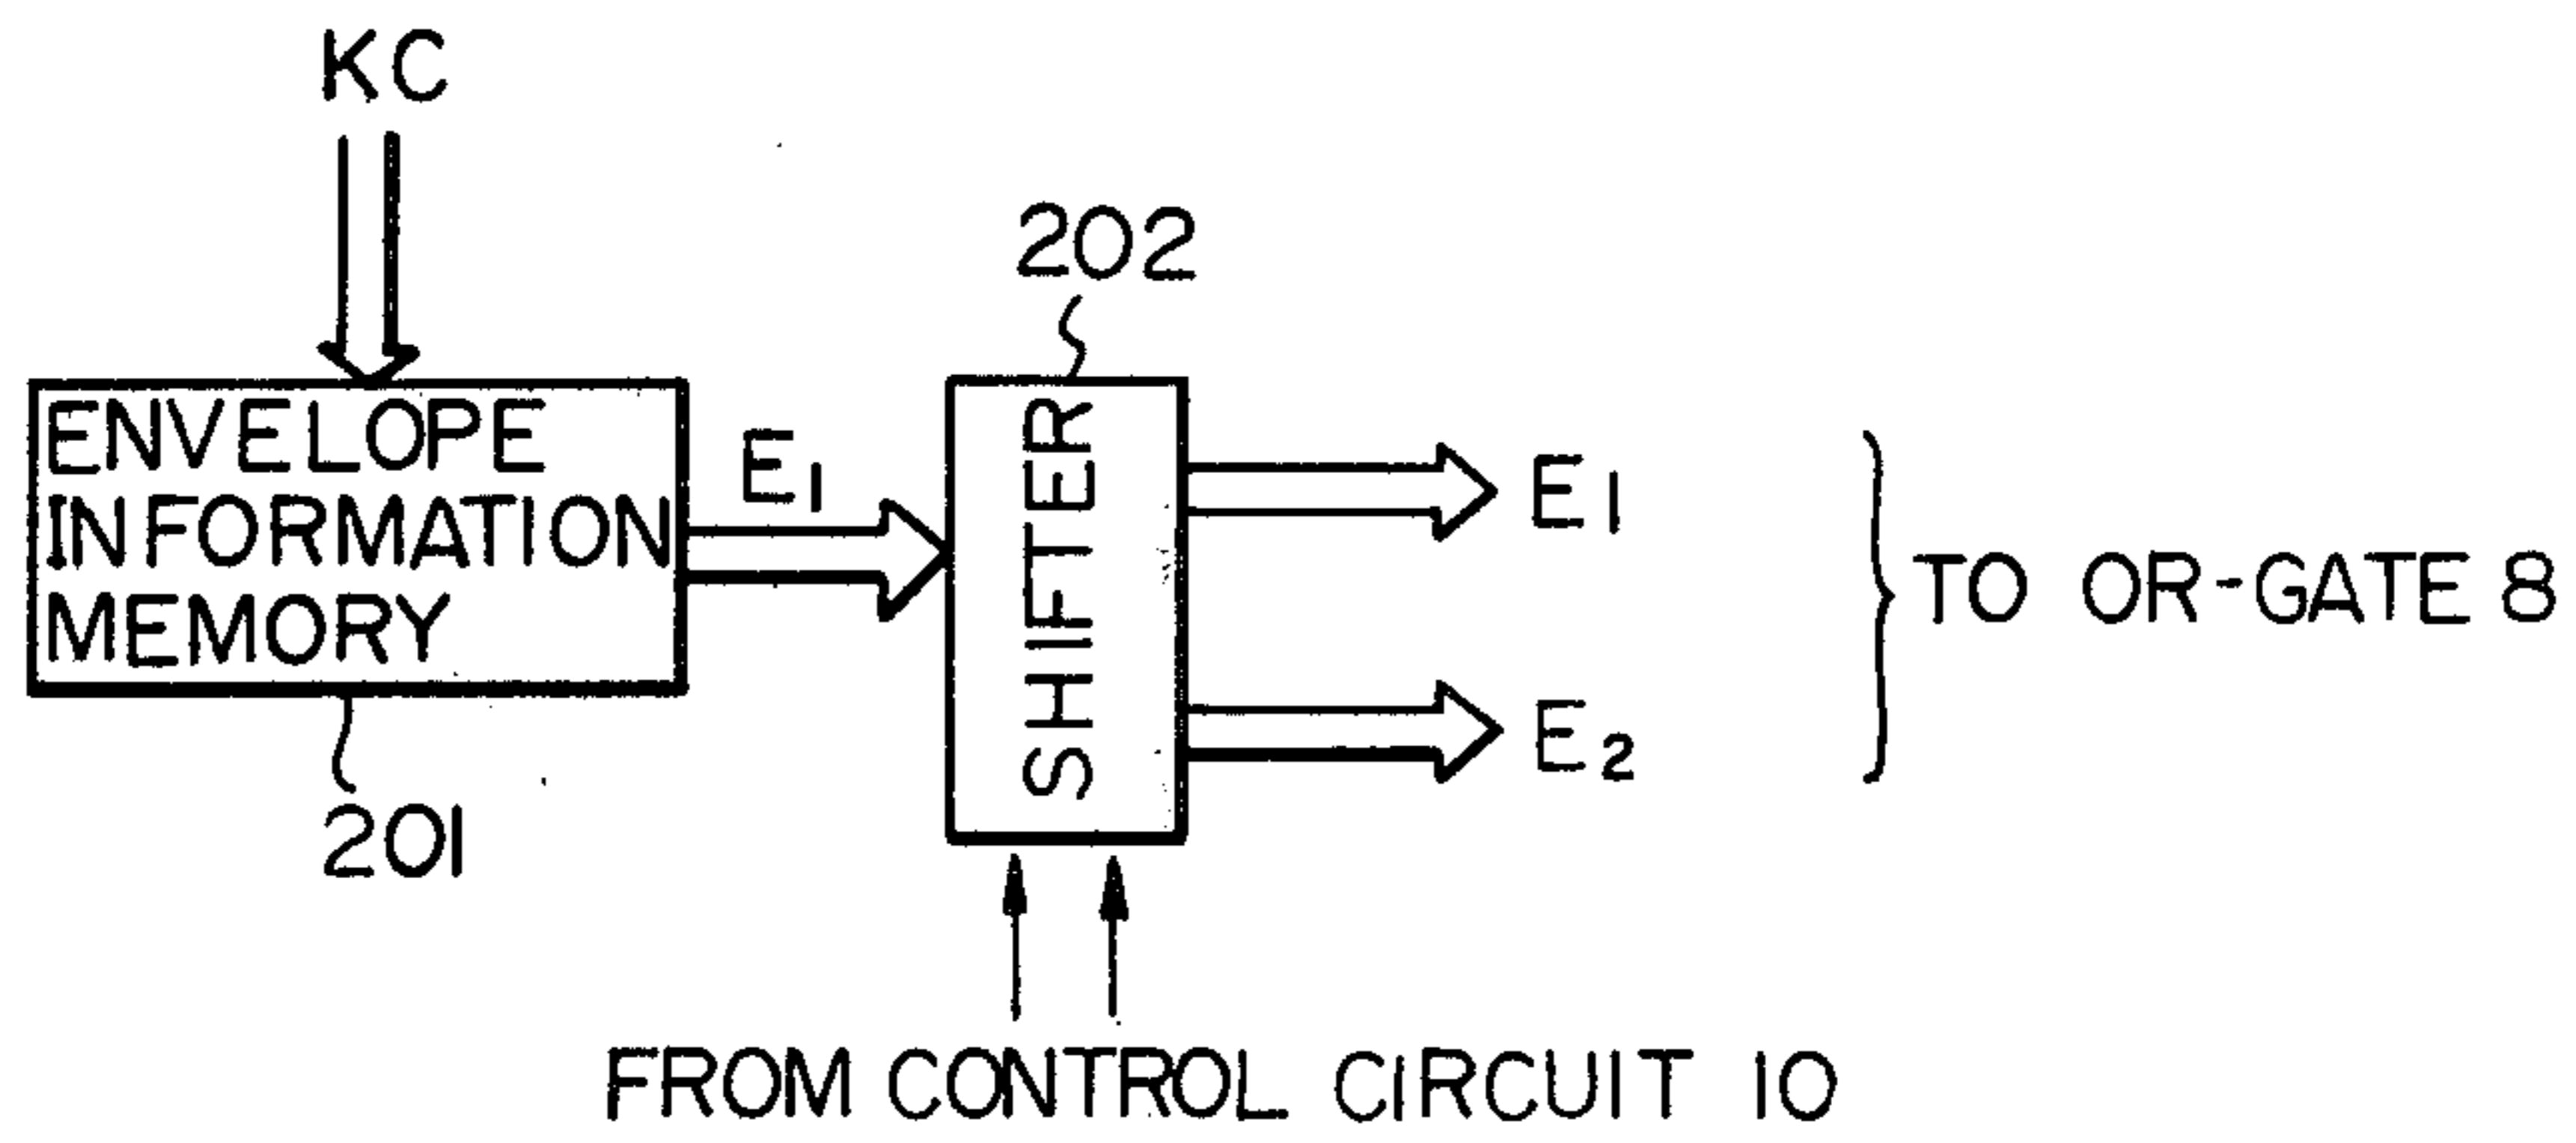 KC
202
ENVELOPE
INFORMATION
MEMORY
E1
SHIFTER
E1
TO OR-GATE 8
E2
201
FROM CONTROL CIRCUIT 10